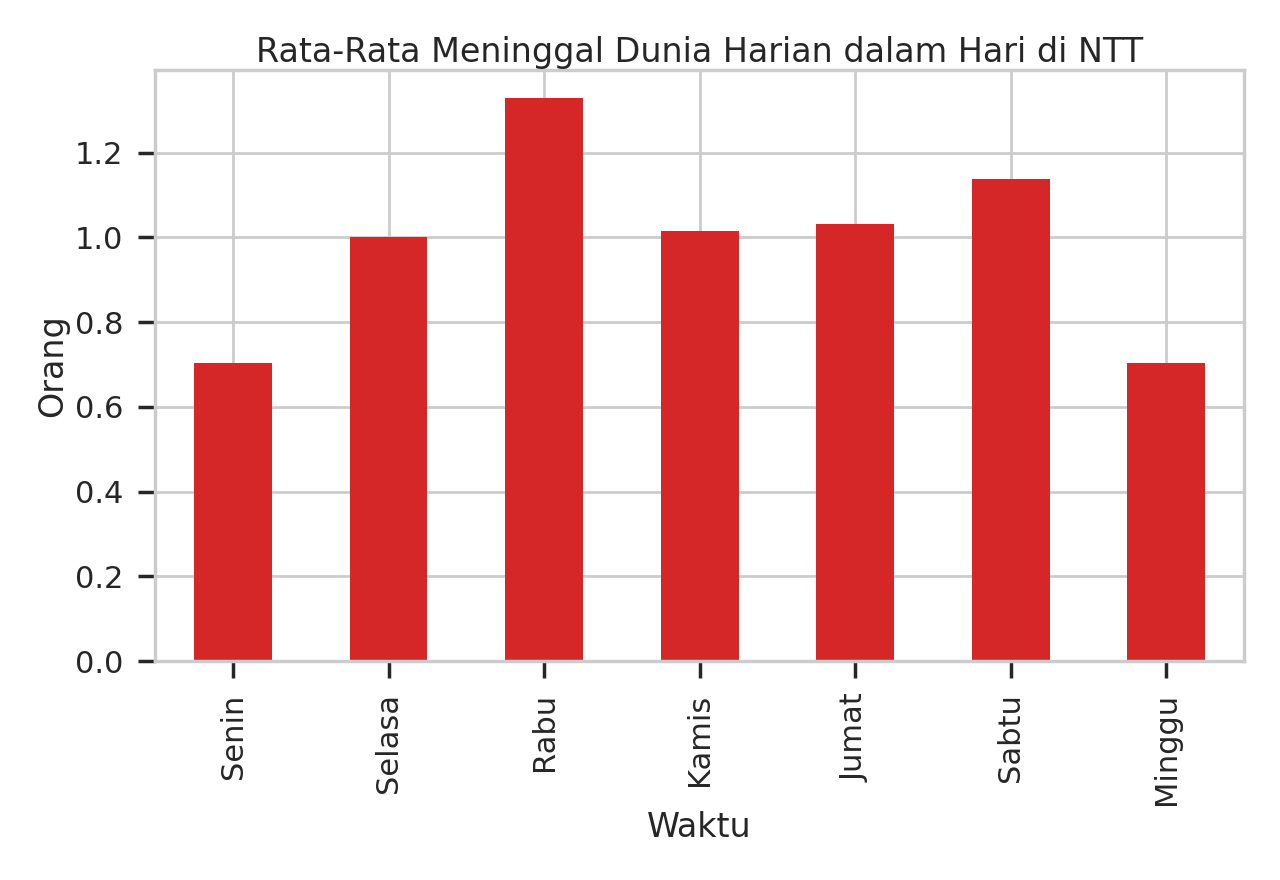 Rata-Rata Meninggal Dunia Harian dalam Hari di NTT
Orang
1.2
1.0
0.8
0.6
0.4
0.2
0.0
Senin
Selasa
Rabu
Kamis
Jumat
Sabtu
Minggu
Waktu